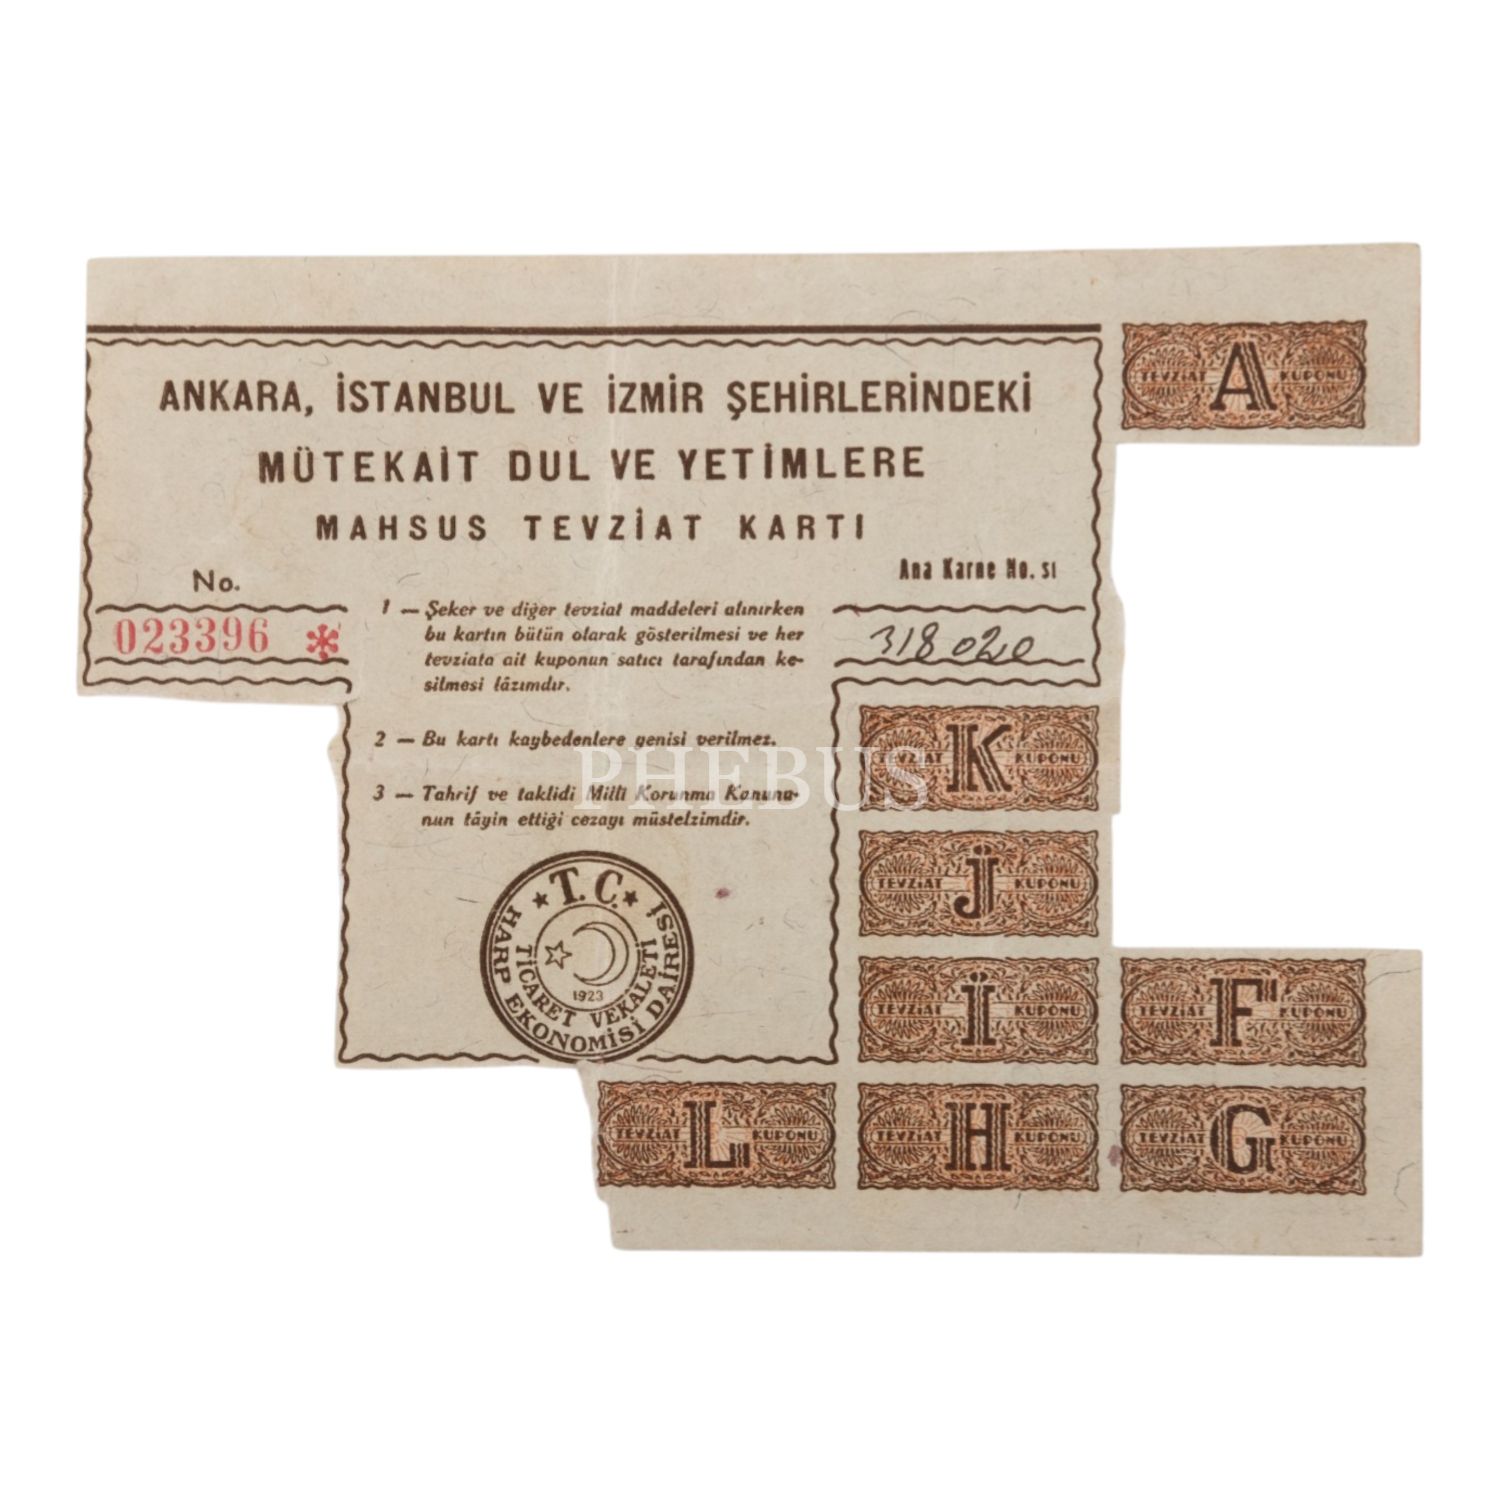 ANKARA, İSTANBUL VE İZMİR ŞEHİRLERİNDEKİ
MÜTEKAİT DUL VE YETİMLERE
MAHSUS TEVZİAT KARTI
No.
023396 *
Ana Karne No. sı
318020
1 — Şeker ve diğer tevziat maddeleri alınırken
bu kartın bütün olarak gösterilmesi ve her
tevziata ait kuponun satıcı tarafından ke-
silmesi lâzımdır.
2 — Bu kartı kaybedenlere yenisi verilmez.
3 — Tahrif ve taklidi Millî Korunma Kanunu-
nun tâyin ettiği cezayı müstelzimdir.
T.C.
HARP EKONOMİSİ DAİRESİ
TİCARET VEKALETİ
1923
TEVZİAT A KUPONU
TEVZİAT K KUPONU
TEVZİAT J KUPONU
TEVZİAT İ KUPONU
TEVZİAT F KUPONU
TEVZİAT L KUPONU
TEVZİAT H KUPONU
TEVZİAT G KUPONU
PHEBUS